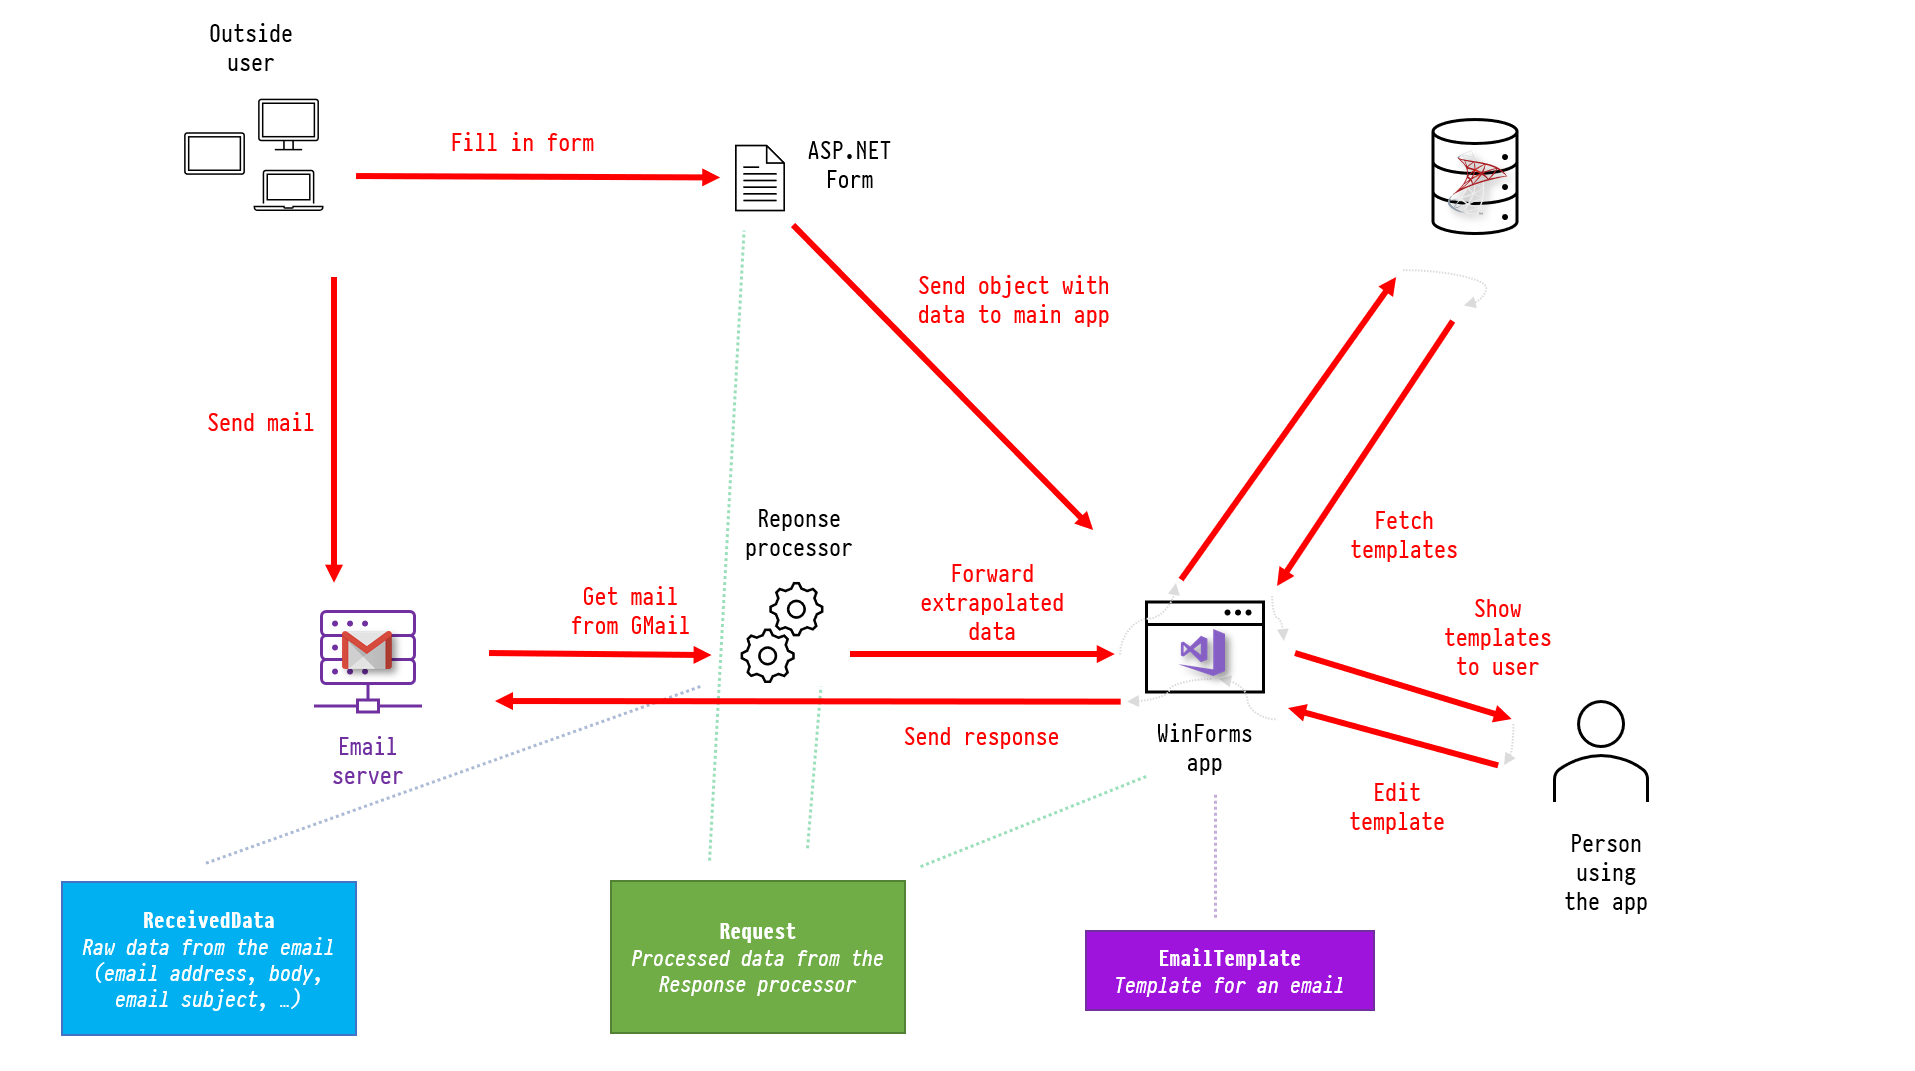 Outside
user
Fill in form
ASP.NET
Form
Send object with
data to main app
Send mail
Reponse
processor
Fetch
templates
Get mail
from GMail
Forward
extrapolated
data
Show
templates
to user
Send response
WinForms
app
Email
server
Edit
template
Person
using
the app
ReceivedData
Raw data from the email
(email address, body,
email subject, …)
Request
Processed data from the
Response processor
EmailTemplate
Template for an email